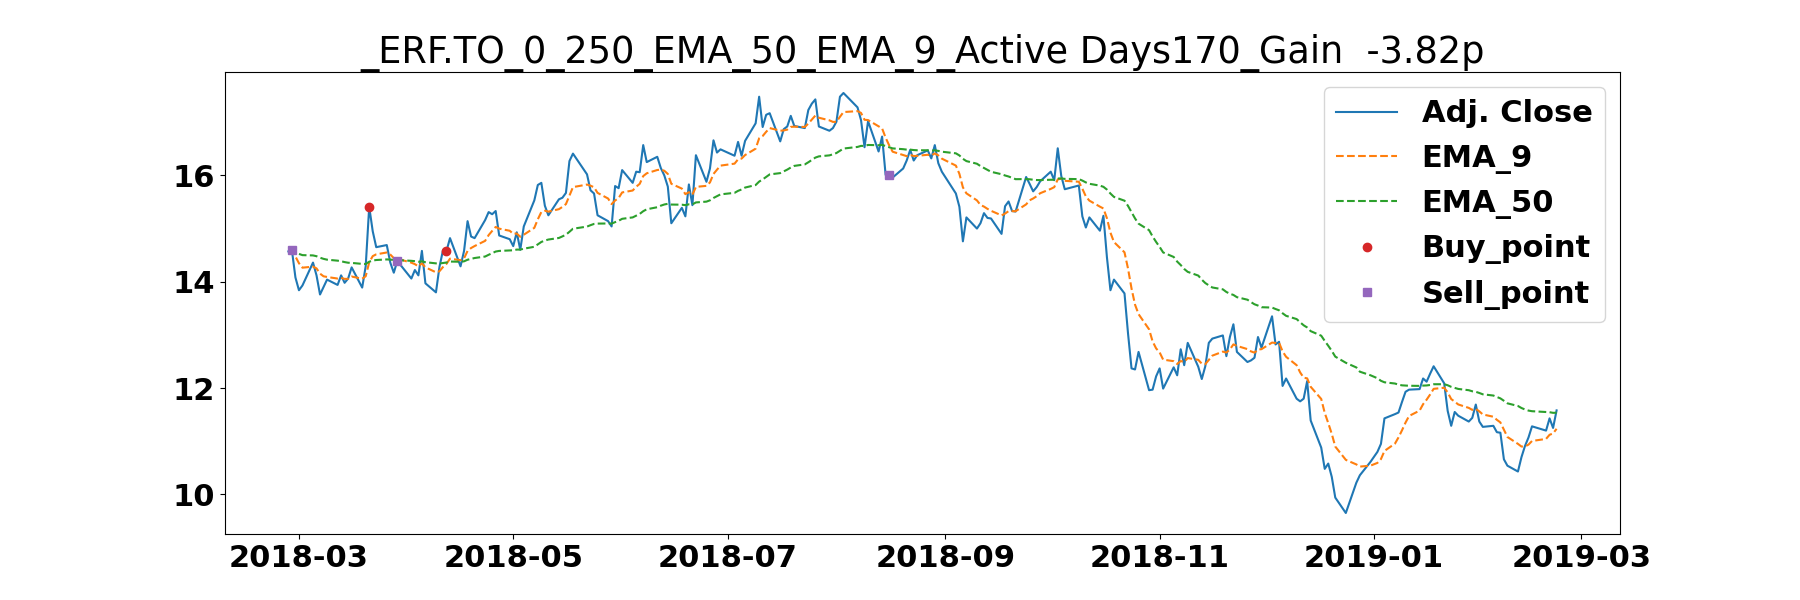 _ERF.TO_0_250_EMA_50_EMA_9_Active Days170_Gain  -3.82p
Adj. Close
EMA_9
EMA_50
Buy_point
Sell_point
16
14
12
10
2018-03 2018-05 2018-07 2018-09 2018-11 2019-01 2019-03